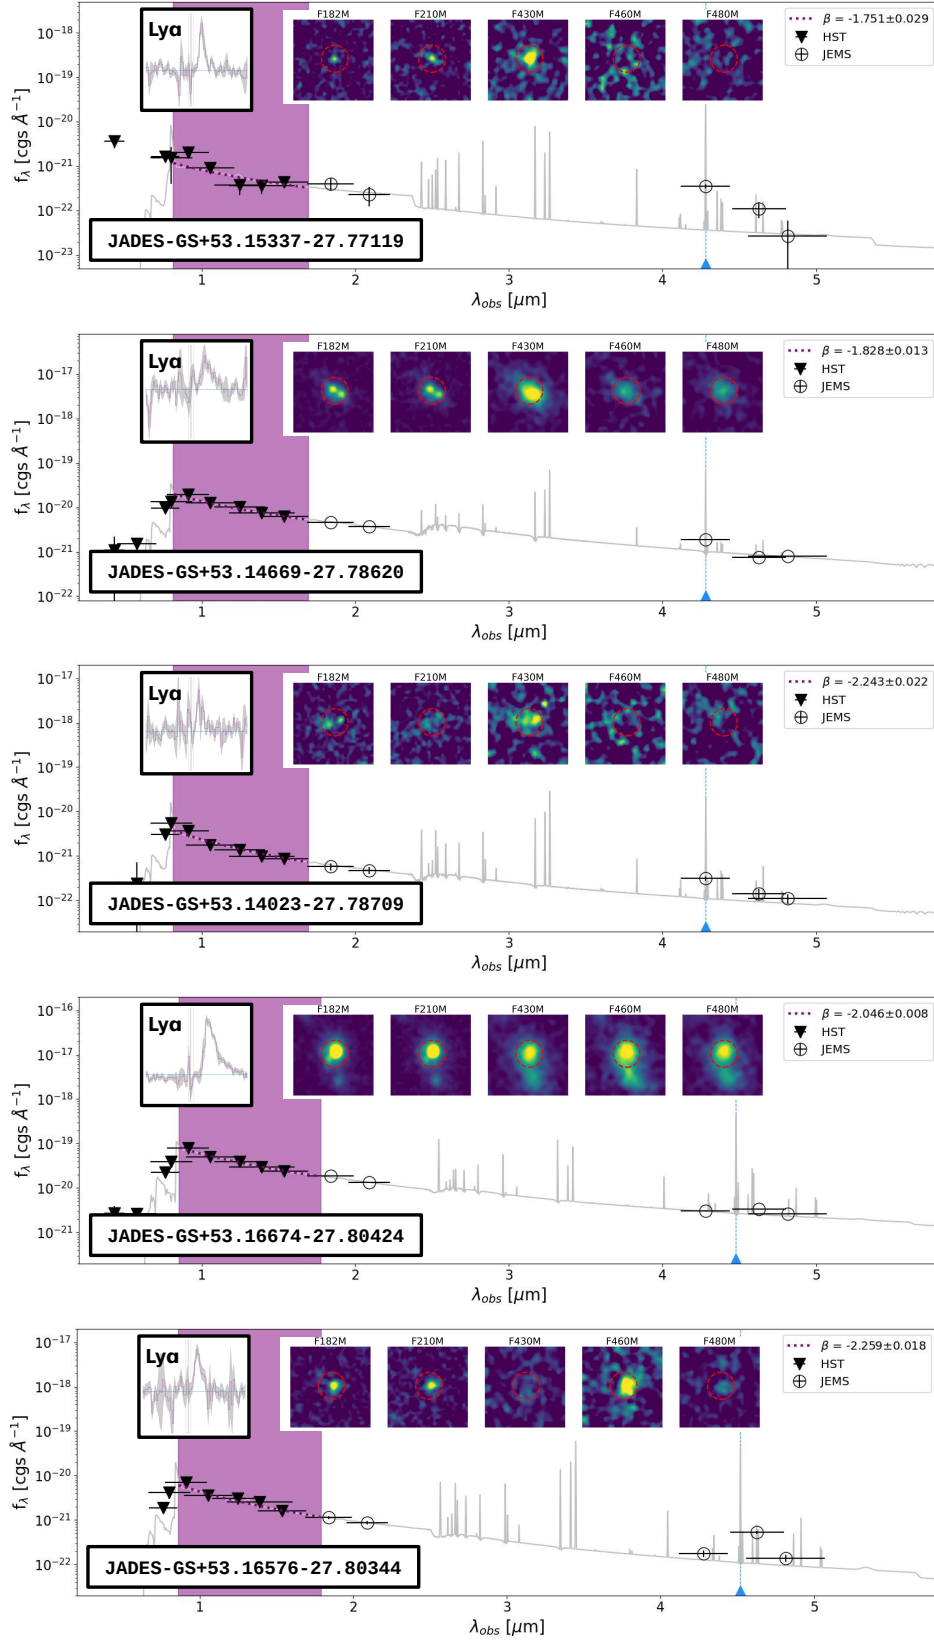 F182M F210M F430M F460M F480M
Lyα
β = -1.751±0.029
HST
JEMS
10⁻¹⁸
10⁻¹⁹
10⁻²⁰
10⁻²¹
10⁻²²
10⁻²³
f_λ [cgs Å⁻¹]
JADES-GS+53.15337-27.77119
1 2 3 4 5
λ_obs [μm]
F182M F210M F430M F460M F480M
Lyα
β = -1.828±0.013
HST
JEMS
10⁻¹⁷
10⁻¹⁸
10⁻¹⁹
10⁻²⁰
10⁻²¹
10⁻²²
f_λ [cgs Å⁻¹]
JADES-GS+53.14669-27.78620
1 2 3 4 5
λ_obs [μm]
F182M F210M F430M F460M F480M
Lyα
β = -2.243±0.022
HST
JEMS
10⁻¹⁷
10⁻¹⁸
10⁻¹⁹
10⁻²⁰
10⁻²¹
10⁻²²
f_λ [cgs Å⁻¹]
JADES-GS+53.14023-27.78709
1 2 3 4 5
λ_obs [μm]
F182M F210M F430M F460M F480M
Lyα
β = -2.046±0.008
HST
JEMS
10⁻¹⁶
10⁻¹⁷
10⁻¹⁸
10⁻¹⁹
10⁻²⁰
10⁻²¹
f_λ [cgs Å⁻¹]
JADES-GS+53.16674-27.80424
1 2 3 4 5
λ_obs [μm]
F182M F210M F430M F460M F480M
Lyα
β = -2.259±0.018
HST
JEMS
10⁻¹⁷
10⁻¹⁸
10⁻¹⁹
10⁻²⁰
10⁻²¹
10⁻²²
f_λ [cgs Å⁻¹]
JADES-GS+53.16576-27.80344
1 2 3 4 5
λ_obs [μm]